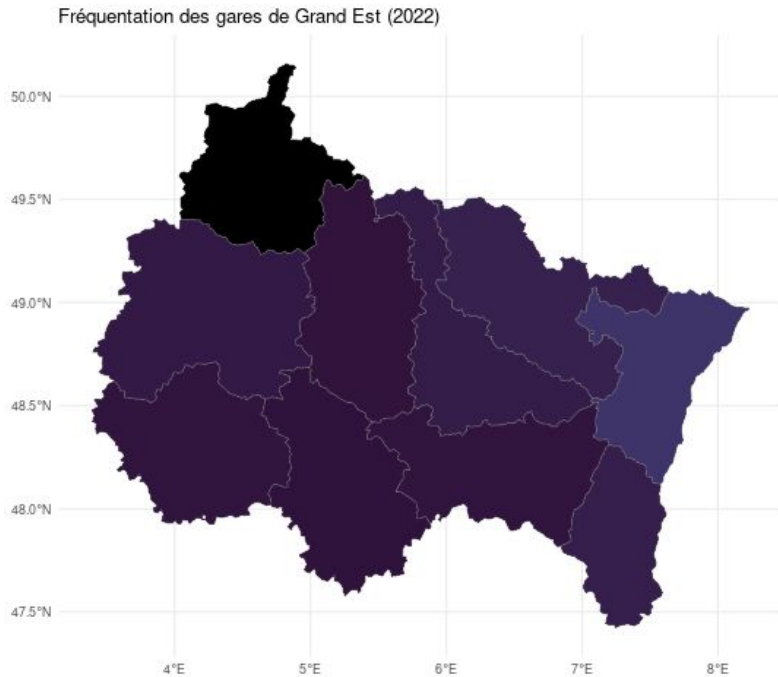 Fréquentation des gares de Grand Est (2022)
50.0°N
49.5°N
49.0°N
48.5°N
48.0°N
47.5°N
4°E 5°E 6°E 7°E 8°E